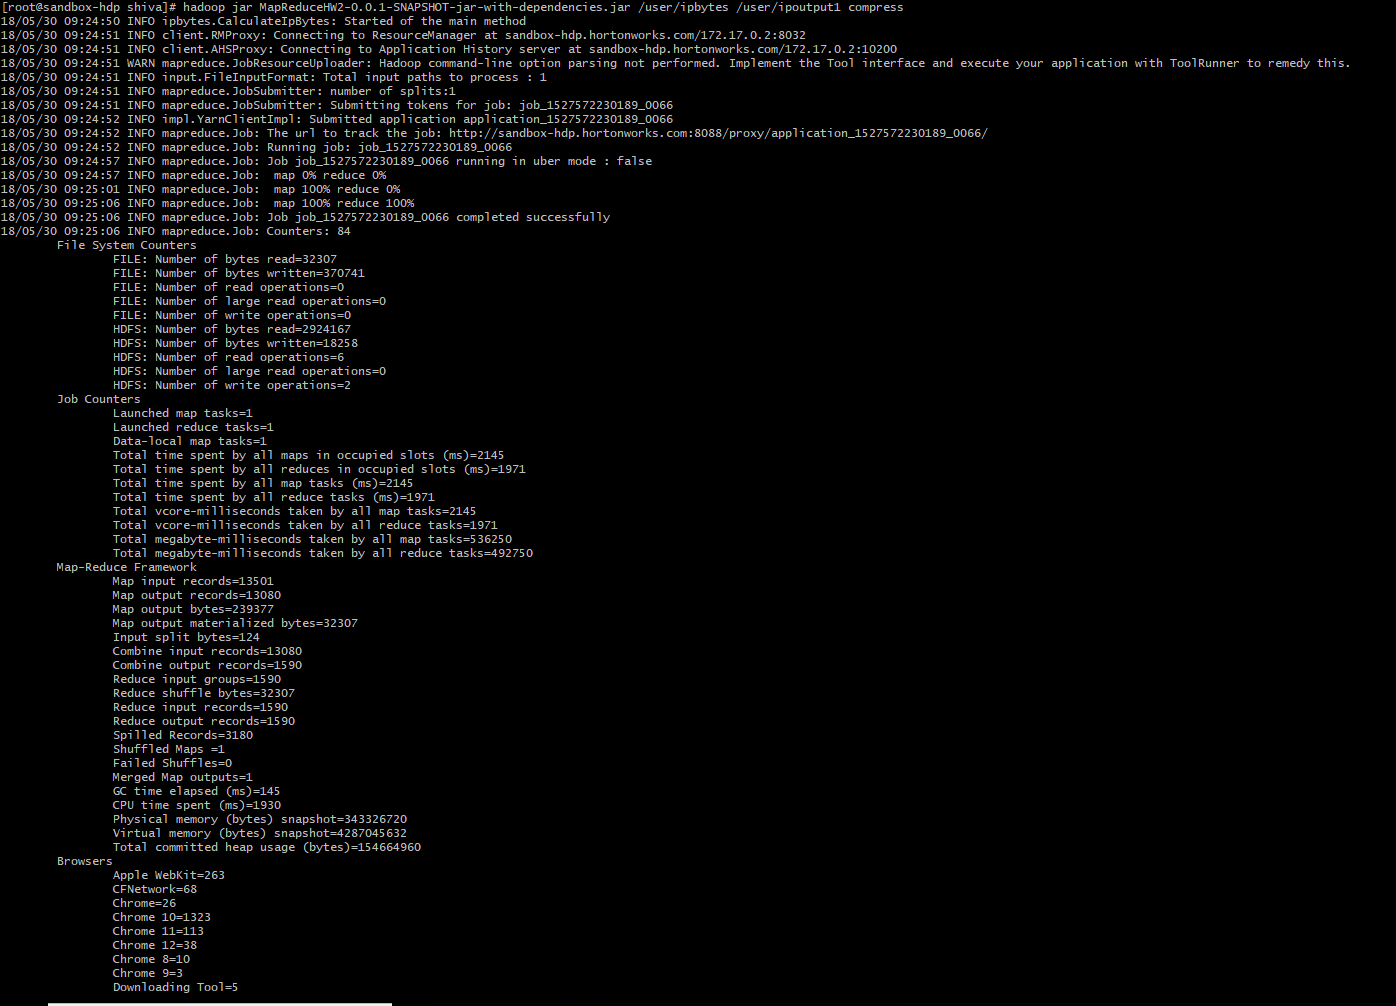 [root@sandbox-hdp shiva]# hadoop jar MapReduceHW2-0.0.1-SNAPSHOT-jar-with-dependencies.jar /user/ipbytes /user/ipoutput1 compress
18/05/30 09:24:50 INFO ipbytes.CalculateIpBytes: Started of the main method
18/05/30 09:24:51 INFO client.RMProxy: Connecting to ResourceManager at sandbox-hdp.hortonworks.com/172.17.0.2:8032
18/05/30 09:24:51 INFO client.AHSProxy: Connecting to Application History server at sandbox-hdp.hortonworks.com/172.17.0.2:10200
18/05/30 09:24:51 WARN mapreduce.JobResourceUploader: Hadoop command-line option parsing not performed. Implement the Tool interface and execute your application with ToolRunner to remedy this.
18/05/30 09:24:51 INFO input.FileInputFormat: Total input paths to process : 1
18/05/30 09:24:51 INFO mapreduce.JobSubmitter: number of splits:1
18/05/30 09:24:51 INFO mapreduce.JobSubmitter: Submitting tokens for job: job_1527572230189_0066
18/05/30 09:24:52 INFO impl.YarnClientImpl: Submitted application application_1527572230189_0066
18/05/30 09:24:52 INFO mapreduce.Job: The url to track the job: http://sandbox-hdp.hortonworks.com:8088/proxy/application_1527572230189_0066/
18/05/30 09:24:52 INFO mapreduce.Job: Running job: job_1527572230189_0066
18/05/30 09:24:57 INFO mapreduce.Job: Job job_1527572230189_0066 running in uber mode : false
18/05/30 09:24:57 INFO mapreduce.Job:  map 0% reduce 0%
18/05/30 09:25:01 INFO mapreduce.Job:  map 100% reduce 0%
18/05/30 09:25:06 INFO mapreduce.Job:  map 100% reduce 100%
18/05/30 09:25:06 INFO mapreduce.Job: Job job_1527572230189_0066 completed successfully
18/05/30 09:25:06 INFO mapreduce.Job: Counters: 84
File System Counters
FILE: Number of bytes read=32307
FILE: Number of bytes written=370741
FILE: Number of read operations=0
FILE: Number of large read operations=0
FILE: Number of write operations=0
HDFS: Number of bytes read=2924167
HDFS: Number of bytes written=18258
HDFS: Number of read operations=6
HDFS: Number of large read operations=0
HDFS: Number of write operations=2
Job Counters
Launched map tasks=1
Launched reduce tasks=1
Data-local map tasks=1
Total time spent by all maps in occupied slots (ms)=2145
Total time spent by all reduces in occupied slots (ms)=1971
Total time spent by all map tasks (ms)=2145
Total time spent by all reduce tasks (ms)=1971
Total vcore-milliseconds taken by all map tasks=2145
Total vcore-milliseconds taken by all reduce tasks=1971
Total megabyte-milliseconds taken by all map tasks=536250
Total megabyte-milliseconds taken by all reduce tasks=492750
Map-Reduce Framework
Map input records=13501
Map output records=13080
Map output bytes=239377
Map output materialized bytes=32307
Input split bytes=124
Combine input records=13080
Combine output records=1590
Reduce input groups=1590
Reduce shuffle bytes=32307
Reduce input records=1590
Reduce output records=1590
Spilled Records=3180
Shuffled Maps =1
Failed Shuffles=0
Merged Map outputs=1
GC time elapsed (ms)=145
CPU time spent (ms)=1930
Physical memory (bytes) snapshot=343326720
Virtual memory (bytes) snapshot=4287045632
Total committed heap usage (bytes)=154664960
Browsers
Apple WebKit=263
CFNetwork=68
Chrome=26
Chrome 10=1323
Chrome 11=113
Chrome 12=38
Chrome 8=10
Chrome 9=3
Downloading Tool=5